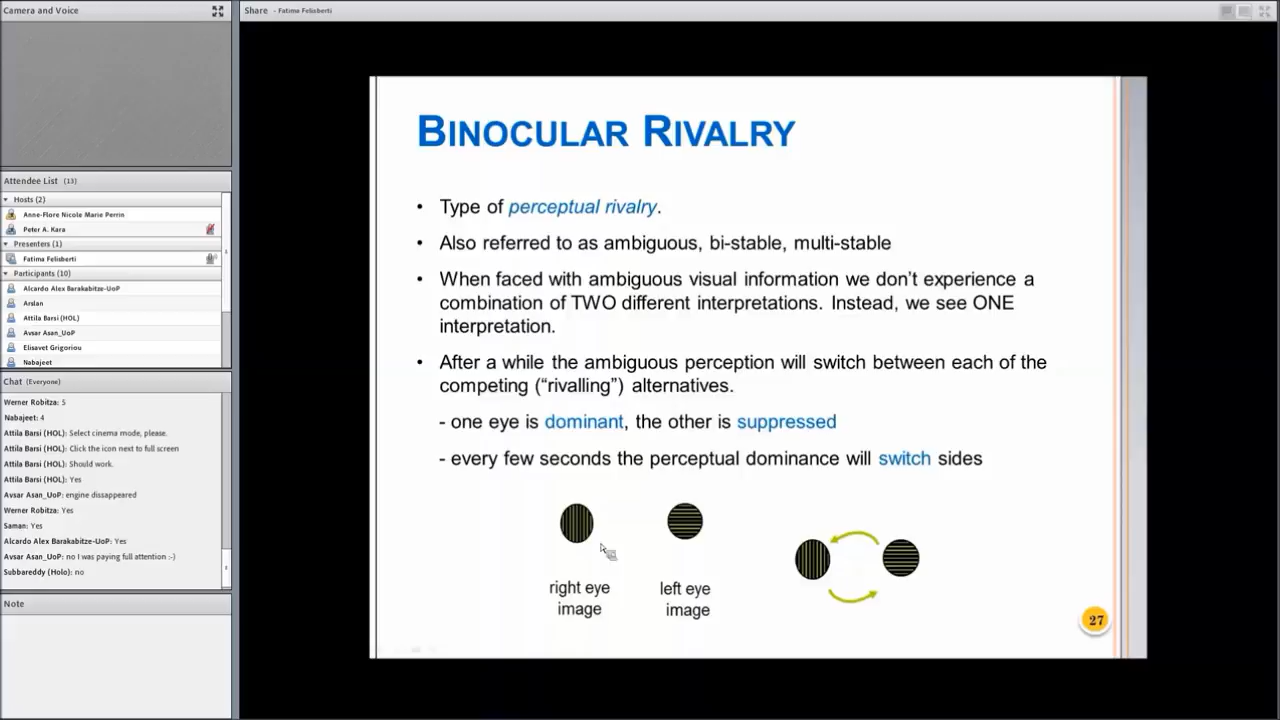 Camera and Voice
Attendee List (13)
Hosts (2)
Anne-Flore Nicole Marie Perrin
Peter A. Kara
Presenters (1)
Fatima Felisberti
Participants (10)
Alcardo Alex Barakabitze-UoP
Arslan
Attila Barsi (HOL)
Avsar Asan_UoP
Elisavet Grigoriou
Nabajeet
Chat (Everyone)
Werner Robitza: 5
Nabajeet: 4
Attila Barsi (HOL): Select cinema mode, please.
Attila Barsi (HOL): Click the icon next to full screen
Attila Barsi (HOL): Should work.
Attila Barsi (HOL): Yes
Avsar Asan_UoP: engine dissappeared
Werner Robitza: Yes
Saman: Yes
Alcardo Alex Barakabitze-UoP: Yes
Avsar Asan_UoP: no I was paying full attention :-)
Subbareddy (Holo): no
Note
Share - Fatima Felisberti
BINOCULAR RIVALRY
• Type of perceptual rivalry.
• Also referred to as ambiguous, bi-stable, multi-stable
• When faced with ambiguous visual information we don’t experience a
combination of TWO different interpretations. Instead, we see ONE
interpretation.
• After a while the ambiguous perception will switch between each of the
competing (“rivalling”) alternatives.
- one eye is dominant, the other is suppressed
- every few seconds the perceptual dominance will switch sides
right eye
image
left eye
image
27